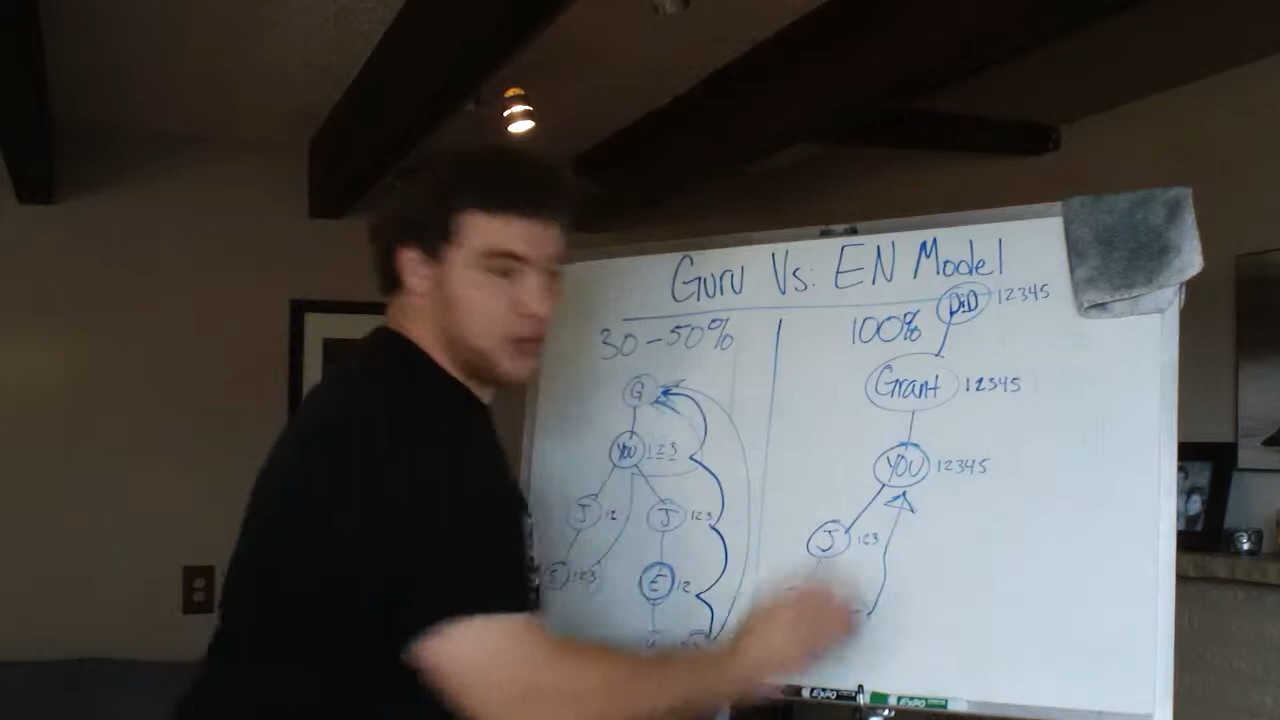 Guru Vs: EN Model
DiD 12345
30-50%
100%
G
Grant 12345
YOU 123
YOU 12345
J 12
J 123
J 123
123
E 12
EXPO
EXPO